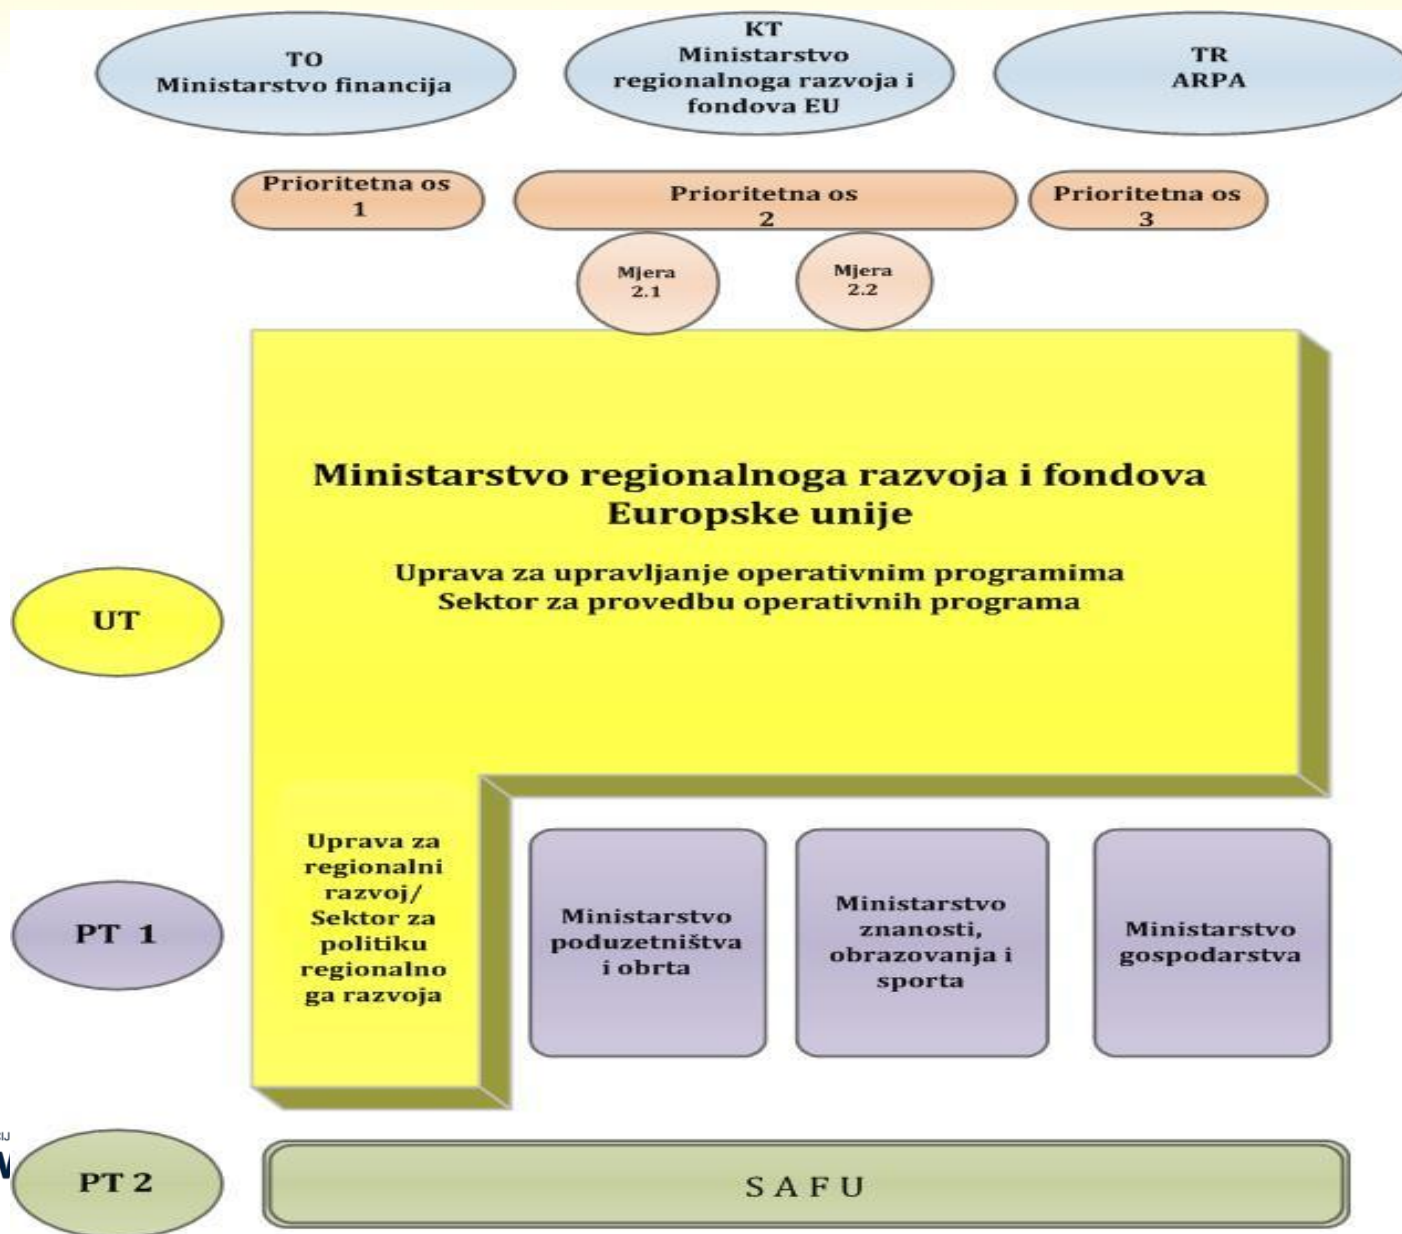 TO
Ministarstvo financija
KT
Ministarstvo
regionalnoga razvoja i
fondova EU
TR
ARPA
Prioritetna os
1
Prioritetna os
2
Prioritetna os
3
Mjera
2.1
Mjera
2.2
Ministarstvo regionalnoga razvoja i fondova
Europske unije
Uprava za upravljanje operativnim programima
Sektor za provedbu operativnih programa
UT
Uprava za
regionalni
razvoj/
Sektor za
politiku
regionalno
ga razvoja
PT 1
Ministarstvo
poduzetništva
i obrta
Ministarstvo
znanosti,
obrazovanja i
sporta
Ministarstvo
gospodarstva
PT 2
S A F U